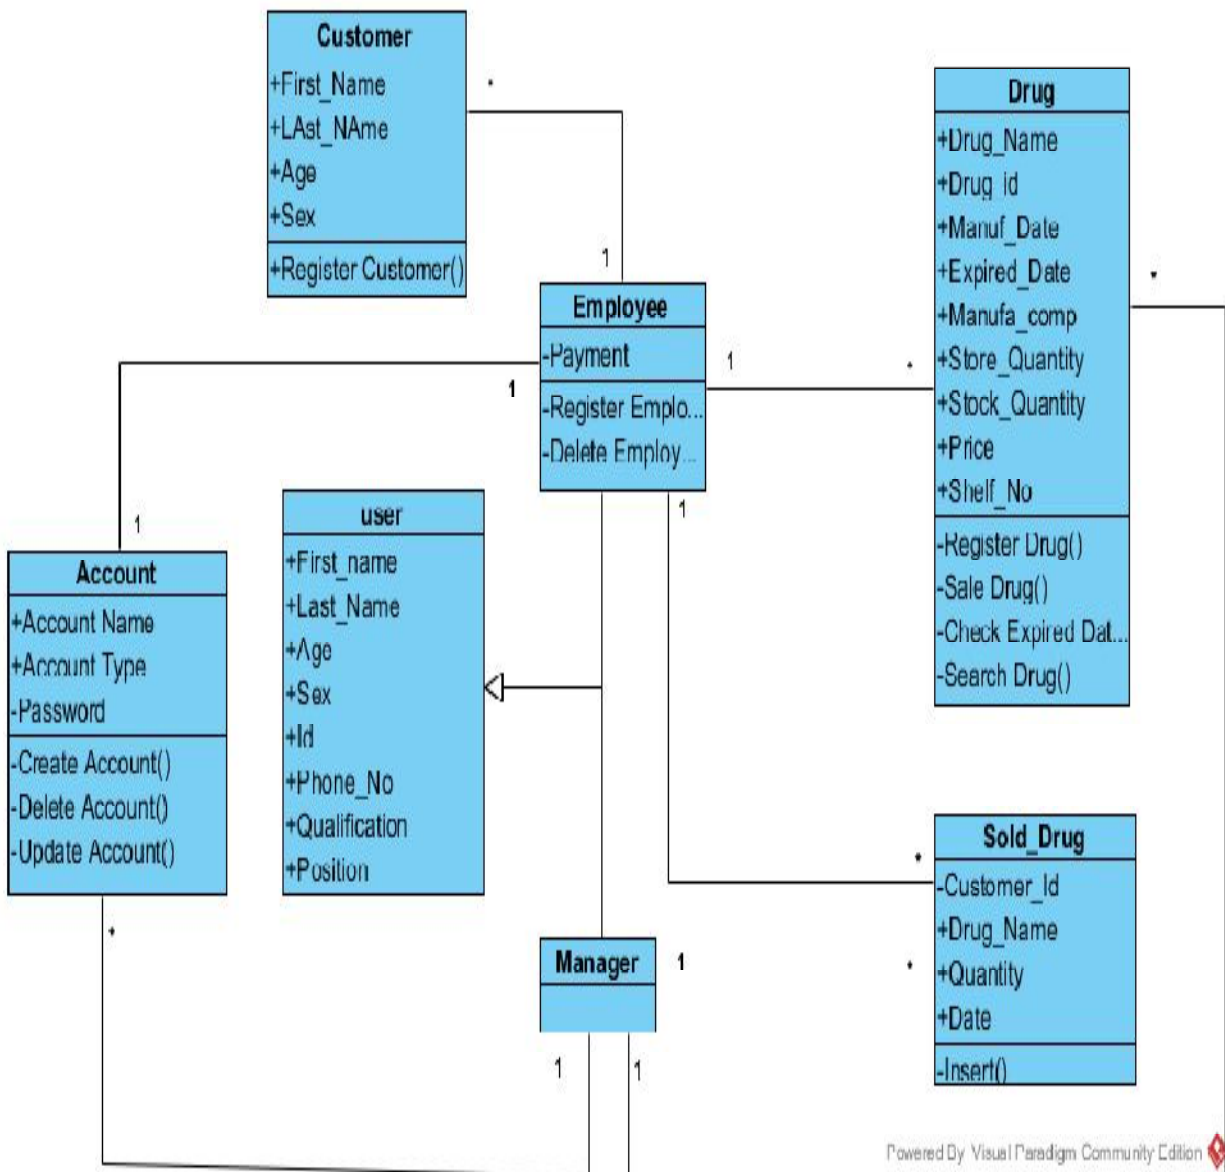 Customer
+First_Name
+LAst_NAme
+Age
+Sex
+Register Customer()
*
1
Employee
-Payment
-Register Emplo...
-Delete Employ...
1
1
1
*
1
Drug
+Drug_Name
+Drug_id
+Manuf_Date
+Expired_Date
+Manufa_comp
+Store_Quantity
+Stock_Quantity
+Price
+Shelf_No
-Register Drug()
-Sale Drug()
-Check Expired Dat...
-Search Drug()
*
user
+First_name
+Last_Name
+Age
+Sex
+Id
+Phone_No
+Qualification
+Position
Account
+Account Name
+Account Type
-Password
-Create Account()
-Delete Account()
-Update Account()
*
Manager
1
1
1
*
*
Sold_Drug
-Customer_Id
+Drug_Name
+Quantity
+Date
-Insert()
Powered By Visual Paradigm Community Edition